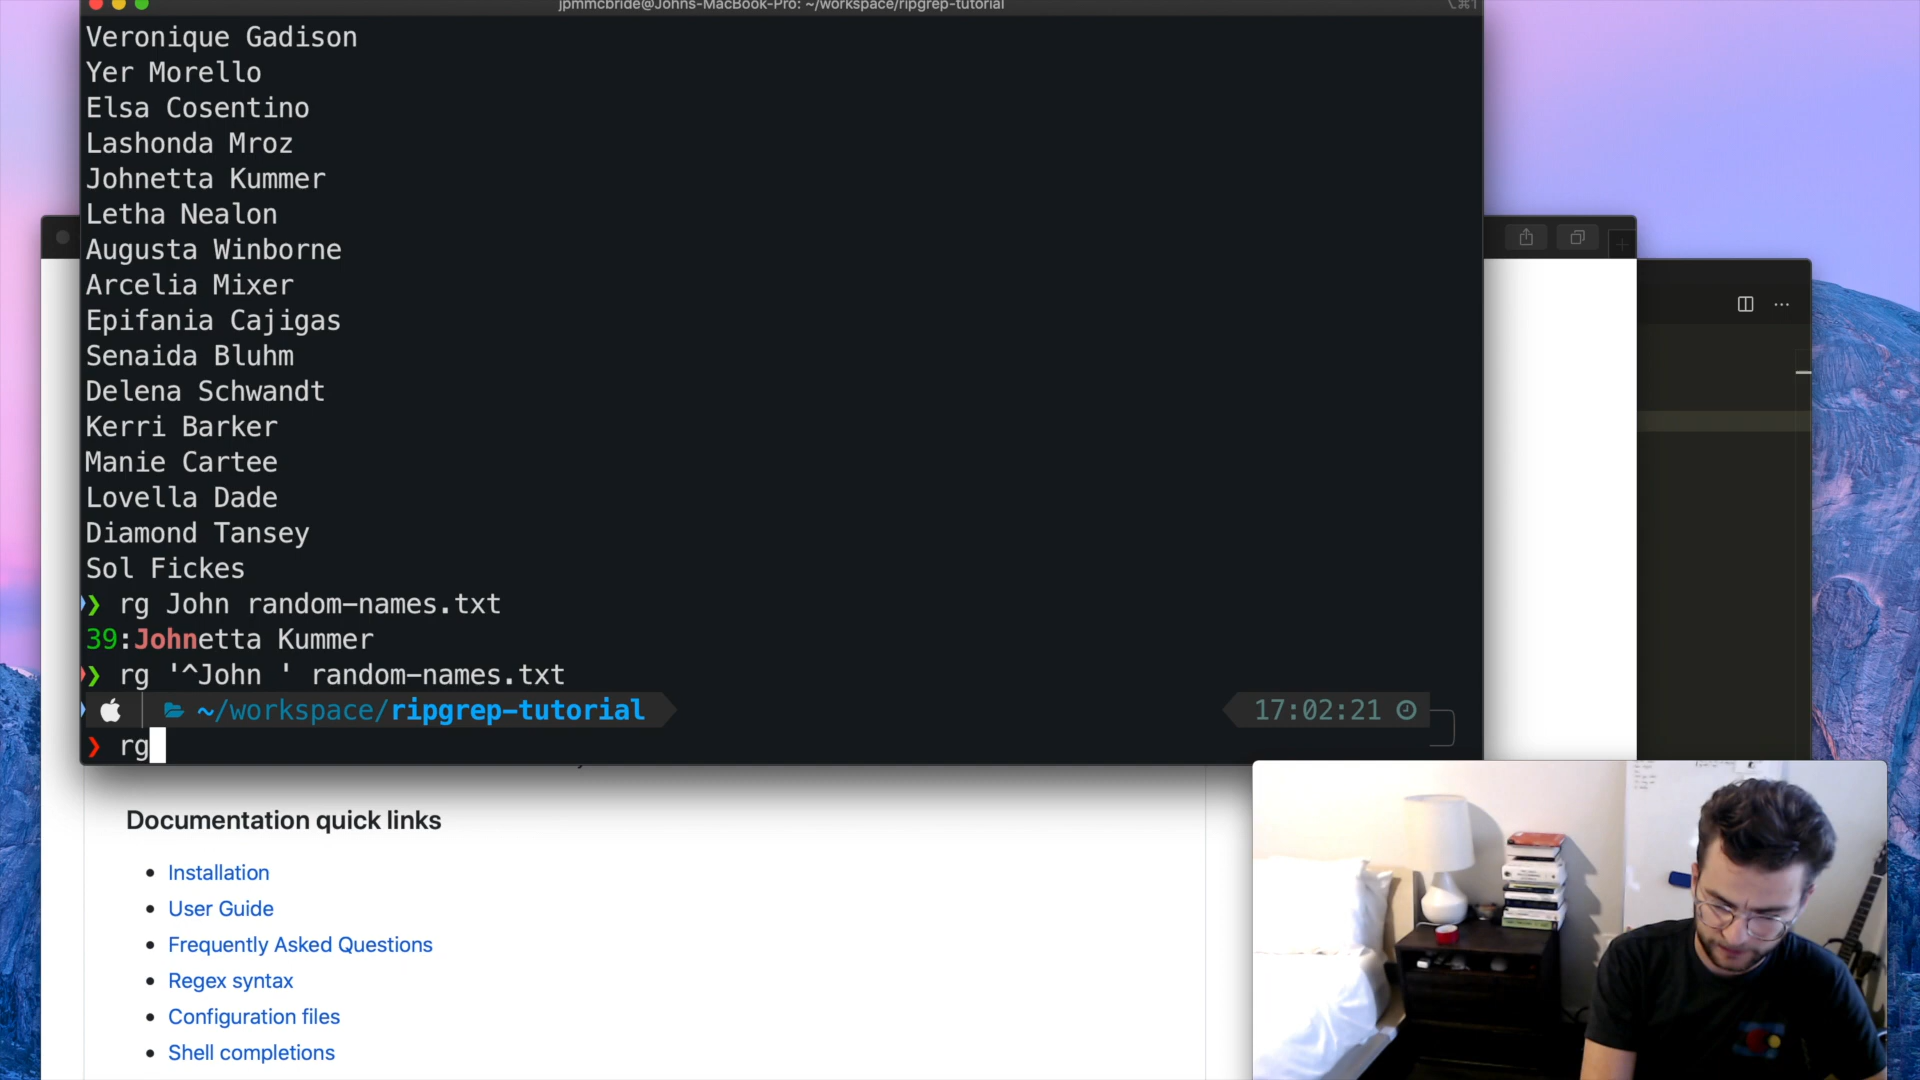 jpmmcbride@Johns-MacBook-Pro: ~/workspace/ripgrep-tutorial
⌥⌘1
Veronique Gadison
Yer Morello
Elsa Cosentino
Lashonda Mroz
Johnetta Kummer
Letha Nealon
Augusta Winborne
Arcelia Mixer
Epifania Cajigas
Senaida Bluhm
Delena Schwandt
Kerri Barker
Manie Cartee
Lovella Dade
Diamond Tansey
Sol Fickes
❯ rg John random-names.txt
39:Johnetta Kummer
❯ rg '^John ' random-names.txt
~/workspace/ripgrep-tutorial
17:02:21
❯ rg
Documentation quick links
• Installation
• User Guide
• Frequently Asked Questions
• Regex syntax
• Configuration files
• Shell completions